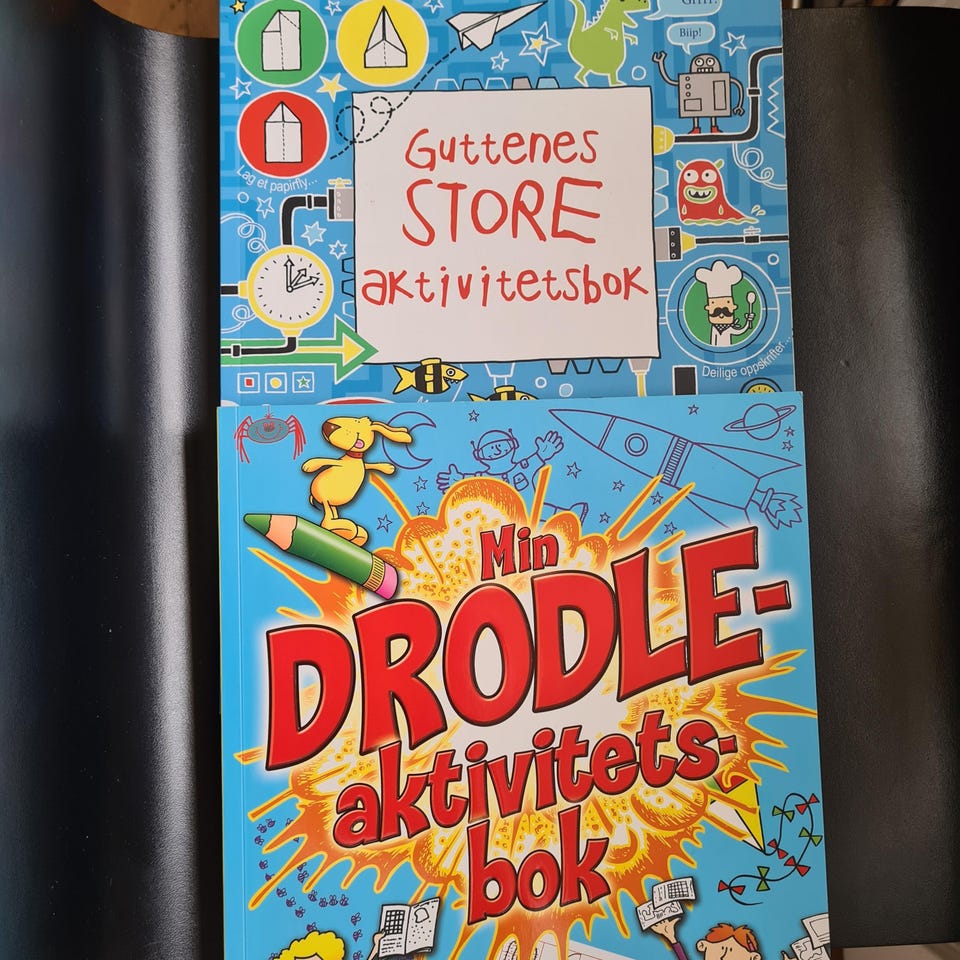 Grrr!
Biip!
Lag et papirfly...
Guttenes
STORE
aktivitetsbok
Deilige oppskrifter...
Min
DRODLE-
aktivitets-
bok